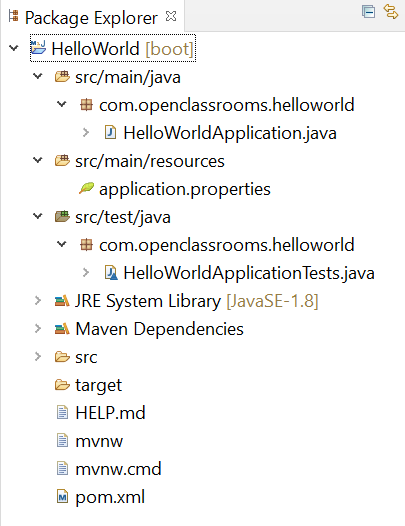 Package Explorer
HelloWorld [boot]
src/main/java
com.openclassrooms.helloworld
HelloWorldApplication.java
src/main/resources
application.properties
src/test/java
com.openclassrooms.helloworld
HelloWorldApplicationTests.java
JRE System Library [JavaSE-1.8]
Maven Dependencies
src
target
HELP.md
mvnw
mvnw.cmd
pom.xml